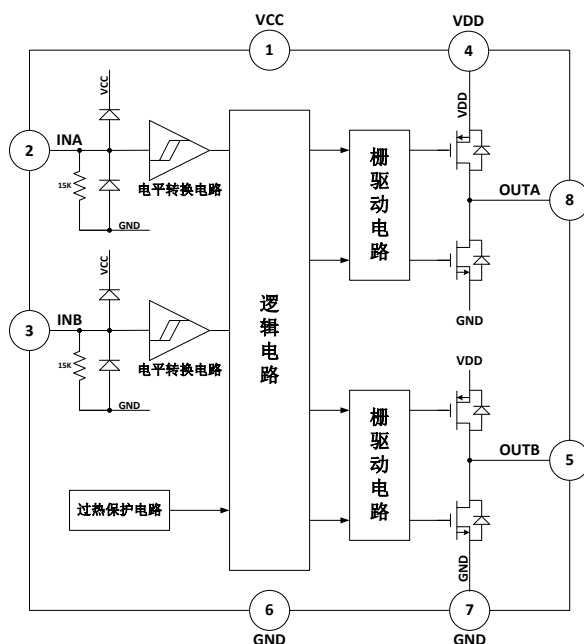 VCC
VDD
1
4
VCC
VDD
2
INA
15K
电平转换电路
GND
栅驱动电路
OUTA
8
GND
VCC
3
INB
15K
电平转换电路
GND
逻辑电路
VDD
栅驱动电路
OUTB
5
GND
过热保护电路
6
7
GND
GND